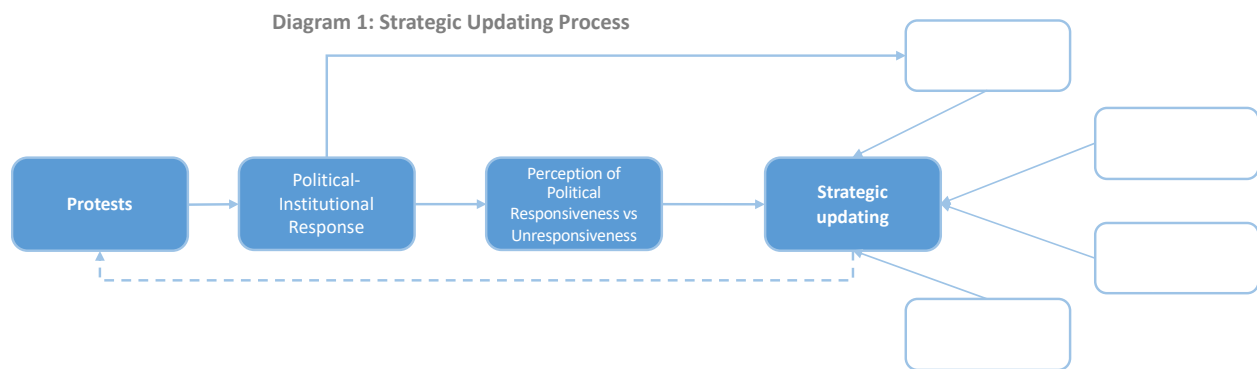 Diagram 1: Strategic Updating Process
Protests
Political-
Institutional
Response
Perception of
Political
Responsiveness vs
Unresponsiveness
Strategic
updating